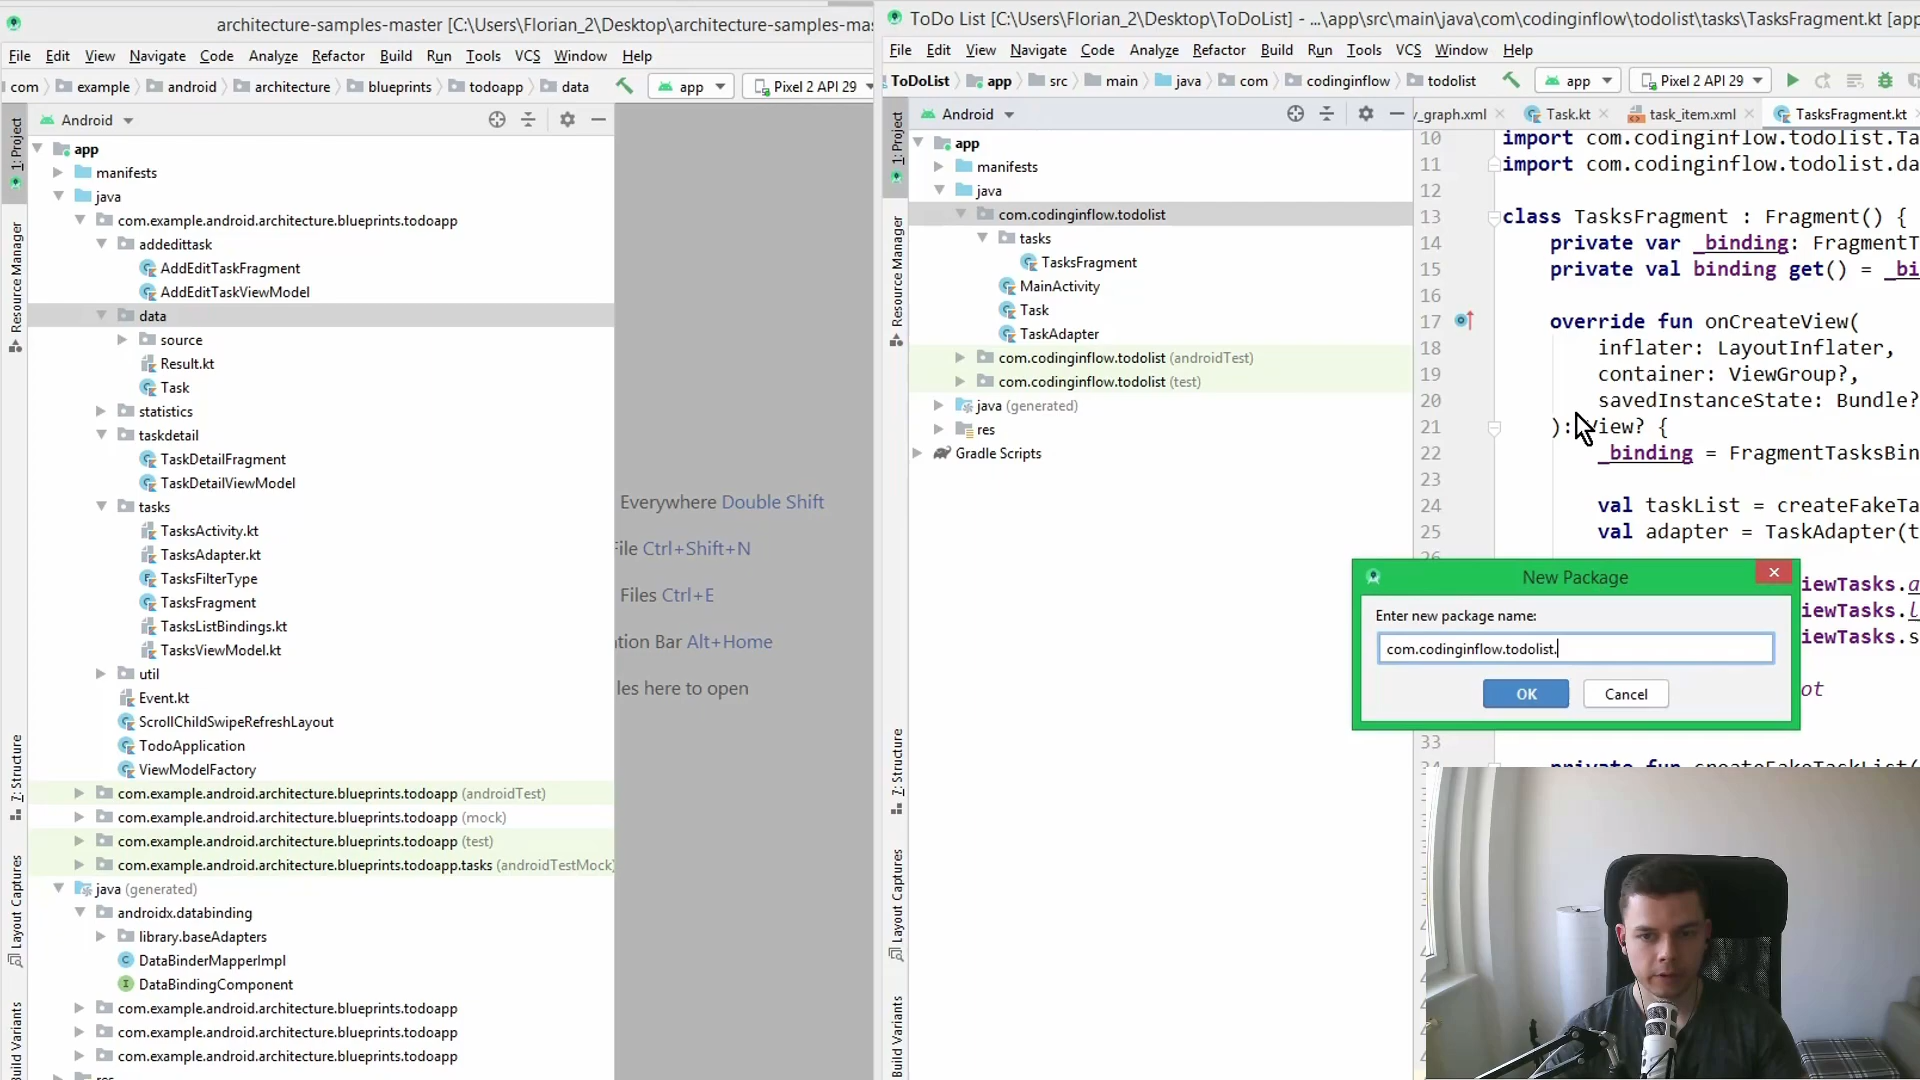 architecture-samples-master [C:\Users\Florian_2\Desktop\architecture-samples-mas
File Edit View Navigate Code Analyze Refactor Build Run Tools VCS Window Help
com example android architecture blueprints todoapp data app Pixel 2 API 29
Android
1: Project
Resource Manager
7: Structure
Layout Captures
Build Variants
app
manifests
java
com.example.android.architecture.blueprints.todoapp
addedittask
AddEditTaskFragment
AddEditTaskViewModel
data
source
Result.kt
Task
statistics
taskdetail
TaskDetailFragment
TaskDetailViewModel
tasks
TasksActivity.kt
TasksAdapter.kt
TasksFilterType
TasksFragment
TasksListBindings.kt
TasksViewModel.kt
util
Event.kt
ScrollChildSwipeRefreshLayout
TodoApplication
ViewModelFactory
com.example.android.architecture.blueprints.todoapp (androidTest)
com.example.android.architecture.blueprints.todoapp (mock)
com.example.android.architecture.blueprints.todoapp (test)
com.example.android.architecture.blueprints.todoapp.tasks (androidTestMock)
java (generated)
androidx.databinding
library.baseAdapters
DataBinderMapperImpl
DataBindingComponent
com.example.android.architecture.blueprints.todoapp
com.example.android.architecture.blueprints.todoapp
com.example.android.architecture.blueprints.todoapp
Everywhere Double Shift
File Ctrl+Shift+N
Files Ctrl+E
tion Bar Alt+Home
les here to open
ToDo List [C:\Users\Florian_2\Desktop\ToDoList] - ...\app\src\main\java\com\codinginflow\todolist\tasks\TasksFragment.kt [app
File Edit View Navigate Code Analyze Refactor Build Run Tools VCS Window Help
ToDoList app src main java com codinginflow todolist app Pixel 2 API 29
Android
1: Project
Resource Manager
7: Structure
Layout Captures
Build Variants
app
manifests
java
com.codinginflow.todolist
tasks
TasksFragment
MainActivity
Task
TaskAdapter
com.codinginflow.todolist (androidTest)
com.codinginflow.todolist (test)
java (generated)
res
Gradle Scripts
v_graph.xml Task.kt task_item.xml TasksFragment.kt
10 import com.codinginflow.todolist.Ta
11 import com.codinginflow.todolist.da
12
13 class TasksFragment : Fragment() {
14 private var _binding: FragmentT
15 private val binding get() = _bi
16
17 override fun onCreateView(
18 inflater: LayoutInflater,
19 container: ViewGroup?,
20 savedInstanceState: Bundle?
21 ): View? {
22 _binding = FragmentTasksBin
23
24 val taskList = createFakeTa
25 val adapter = TaskAdapter(t
iewTasks.a
iewTasks.l
iewTasks.s
ot
33
New Package
Enter new package name:
com.codinginflow.todolist.
OK Cancel